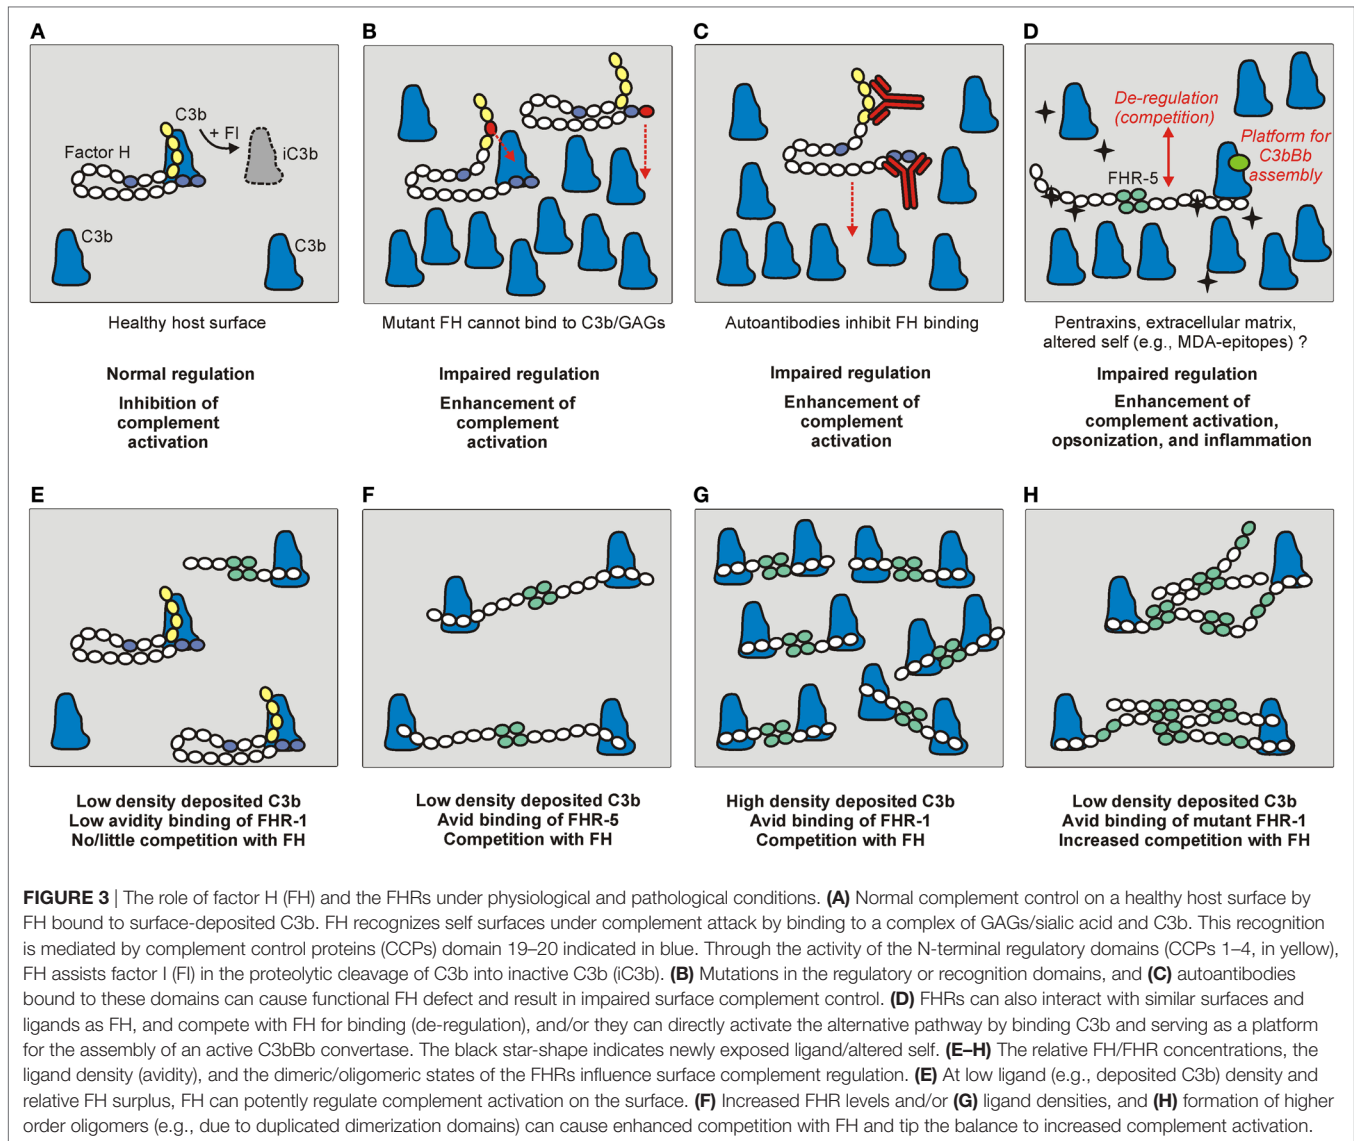 A
B
C
D
C3b
+ FI
iC3b
Factor H
C3b
C3b
De-regulation
(competition)
Platform for
C3bBb
assembly
FHR-5
Healthy host surface
Mutant FH cannot bind to C3b/GAGs
Autoantibodies inhibit FH binding
Pentraxins, extracellular matrix,
altered self (e.g., MDA-epitopes) ?
Normal regulation
Inhibition of
complement
activation
Impaired regulation
Enhancement of
complement
activation
Impaired regulation
Enhancement of
complement
activation
Impaired regulation
Enhancement of
complement activation,
opsonization, and inflammation
E
F
G
H
Low density deposited C3b
Low avidity binding of FHR-1
No/little competition with FH
Low density deposited C3b
Avid binding of FHR-5
Competition with FH
High density deposited C3b
Avid binding of FHR-1
Competition with FH
Low density deposited C3b
Avid binding of mutant FHR-1
Increased competition with FH
FIGURE 3 | The role of factor H (FH) and the FHRs under physiological and pathological conditions. (A) Normal complement control on a healthy host surface by
FH bound to surface-deposited C3b. FH recognizes self surfaces under complement attack by binding to a complex of GAGs/sialic acid and C3b. This recognition
is mediated by complement control proteins (CCPs) domain 19–20 indicated in blue. Through the activity of the N-terminal regulatory domains (CCPs 1–4, in yellow),
FH assists factor I (FI) in the proteolytic cleavage of C3b into inactive C3b (iC3b). (B) Mutations in the regulatory or recognition domains, and (C) autoantibodies
bound to these domains can cause functional FH defect and result in impaired surface complement control. (D) FHRs can also interact with similar surfaces and
ligands as FH, and compete with FH for binding (de-regulation), and/or they can directly activate the alternative pathway by binding C3b and serving as a platform
for the assembly of an active C3bBb convertase. The black star-shape indicates newly exposed ligand/altered self. (E–H) The relative FH/FHR concentrations, the
ligand density (avidity), and the dimeric/oligomeric states of the FHRs influence surface complement regulation. (E) At low ligand (e.g., deposited C3b) density and
relative FH surplus, FH can potently regulate complement activation on the surface. (F) Increased FHR levels and/or (G) ligand densities, and (H) formation of higher
order oligomers (e.g., due to duplicated dimerization domains) can cause enhanced competition with FH and tip the balance to increased complement activation.